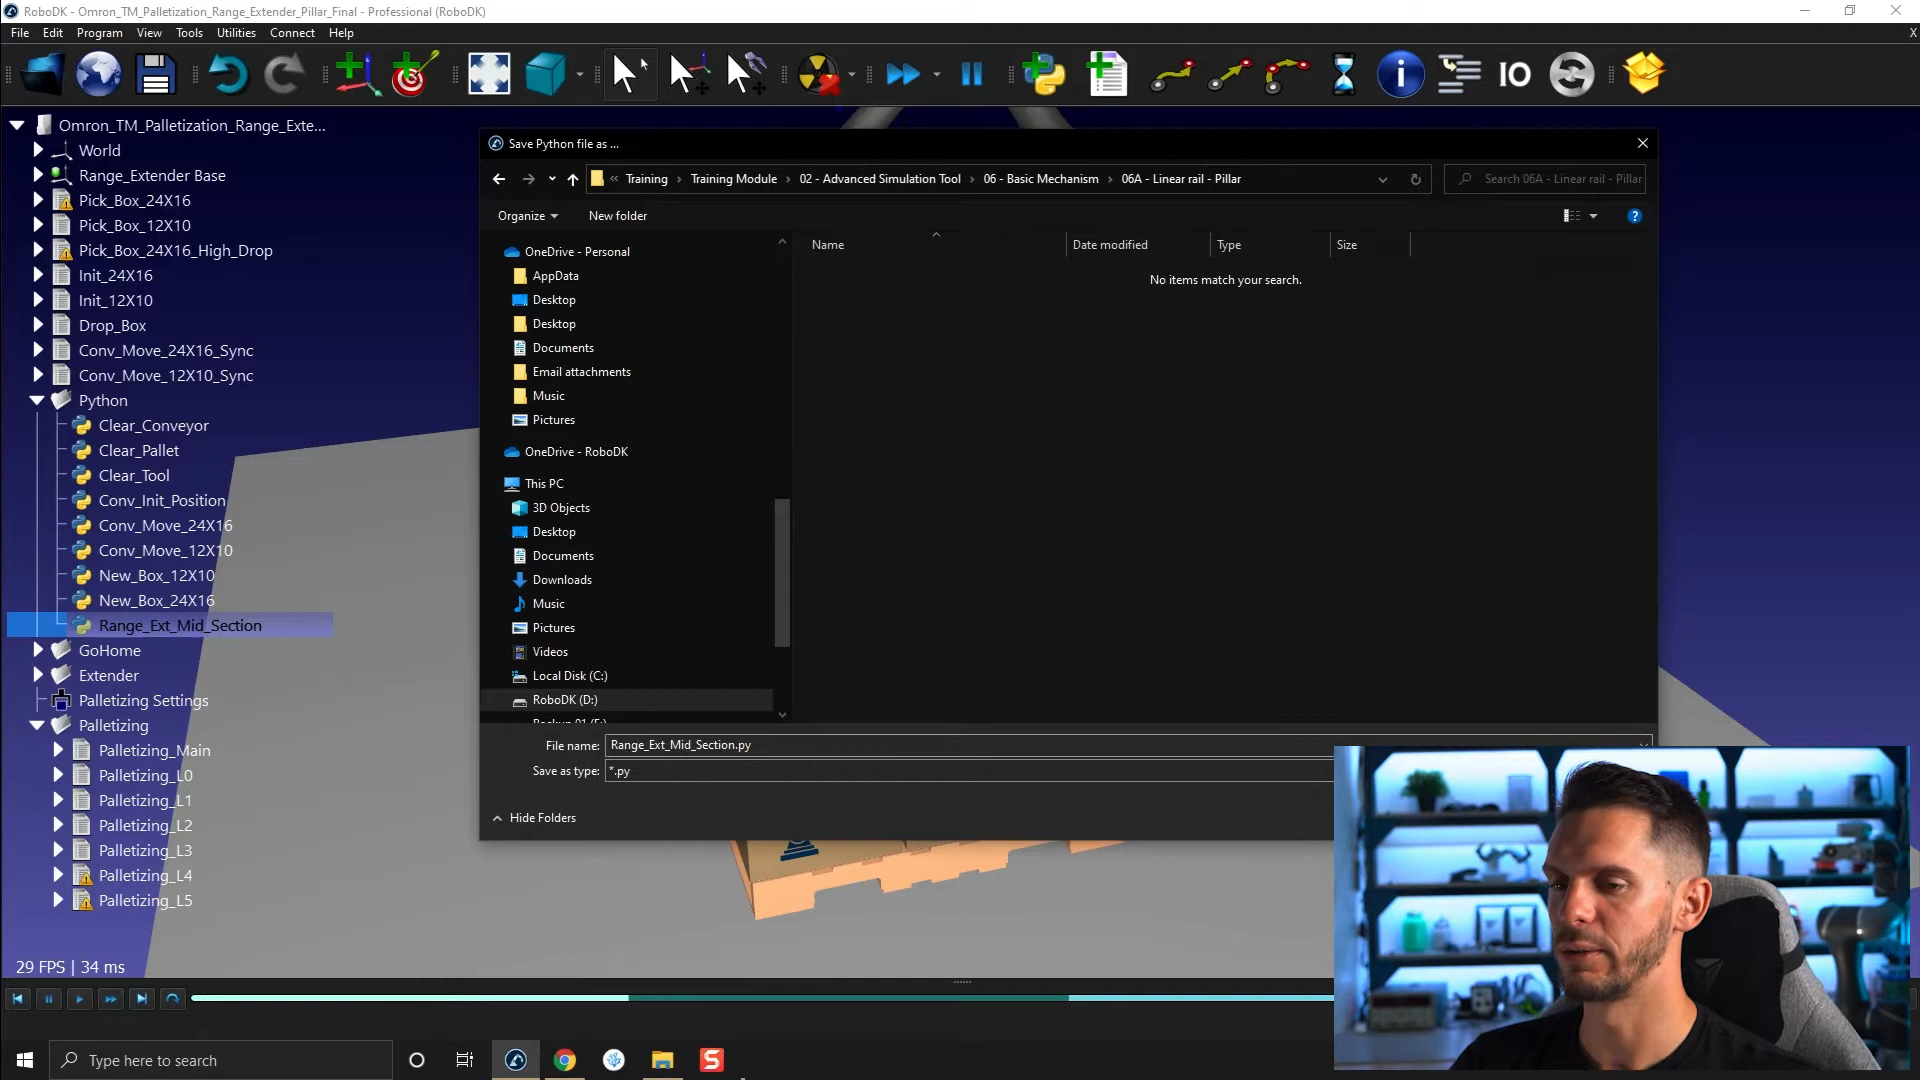 RoboDK - Omron_TM_Palletization_Range_Extender_Pillar_Final - Professional (RoboDK)
File Edit Program View Tools Utilities Connect Help X
IO
Omron_TM_Palletization_Range_Exte...
World
Range_Extender Base
Pick_Box_24X16
Pick_Box_12X10
Pick_Box_24X16_High_Drop
Init_24X16
Init_12X10
Drop_Box
Conv_Move_24X16_Sync
Conv_Move_12X10_Sync
Python
Clear_Conveyor
Clear_Pallet
Clear_Tool
Conv_Init_Position
Conv_Move_24X16
Conv_Move_12X10
New_Box_12X10
New_Box_24X16
Range_Ext_Mid_Section
GoHome
Extender
Palletizing Settings
Palletizing
Palletizing_Main
Palletizing_L0
Palletizing_L1
Palletizing_L2
Palletizing_L3
Palletizing_L4
Palletizing_L5
29 FPS | 34 ms
Save Python file as ...
« Training › Training Module › 02 - Advanced Simulation Tool › 06 - Basic Mechanism › 06A - Linear rail - Pillar
Search 06A - Linear rail - Pillar
Organize New folder
OneDrive - Personal
AppData
Desktop
Desktop
Documents
Email attachments
Music
Pictures
OneDrive - RoboDK
This PC
3D Objects
Desktop
Documents
Downloads
Music
Pictures
Videos
Local Disk (C:)
RoboDK (D:)
Name Date modified Type Size
No items match your search.
File name: Range_Ext_Mid_Section.py
Save as type: *.py
Hide Folders
Type here to search